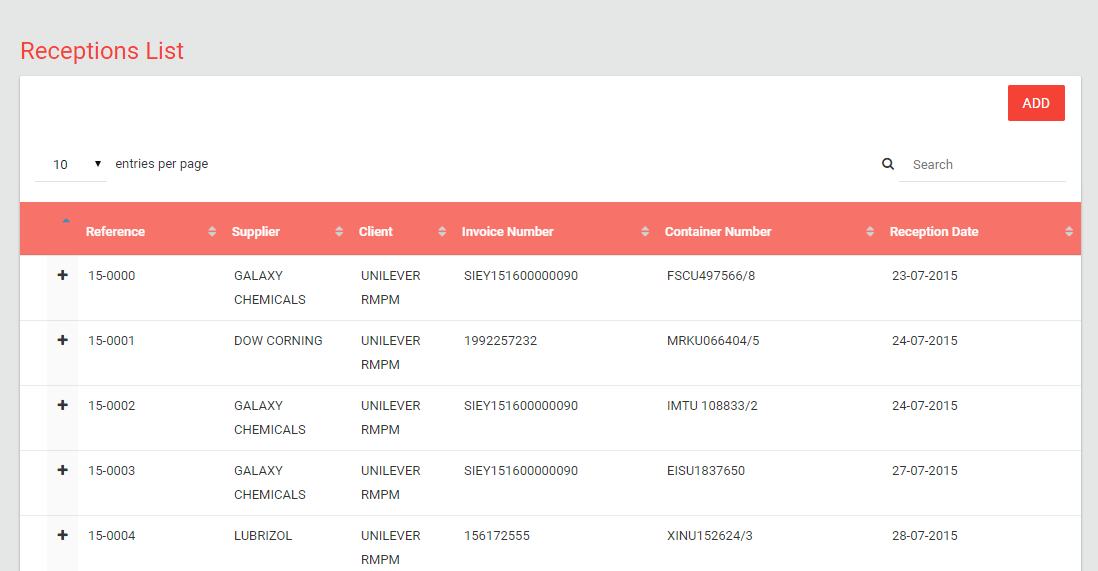 Receptions List
ADD
10 entries per page Search
Reference Supplier Client Invoice Number Container Number Reception Date
15-0000 GALAXY UNILEVER SIEY151600000090 FSCU497566/8 23-07-2015
CHEMICALS RMPM
15-0001 DOW CORNING UNILEVER 1992257232 MRKU066404/5 24-07-2015
RMPM
15-0002 GALAXY UNILEVER SIEY151600000090 IMTU 108833/2 24-07-2015
CHEMICALS RMPM
15-0003 GALAXY UNILEVER SIEY151600000090 EISU1837650 27-07-2015
CHEMICALS RMPM
15-0004 LUBRIZOL UNILEVER 156172555 XINU152624/3 28-07-2015
RMPM